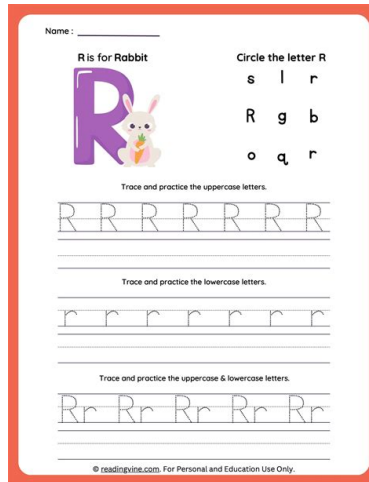 Name : ______________
R is for Rabbit
R
Circle the letter R
s l r
R g b
o q r
Trace and practice the uppercase letters.
R R R R R R R
Trace and practice the lowercase letters.
r r r r r r r
Trace and practice the uppercase & lowercase letters.
Rr Rr Rr Rr Rr
© readingvine.com. For Personal and Education Use Only.